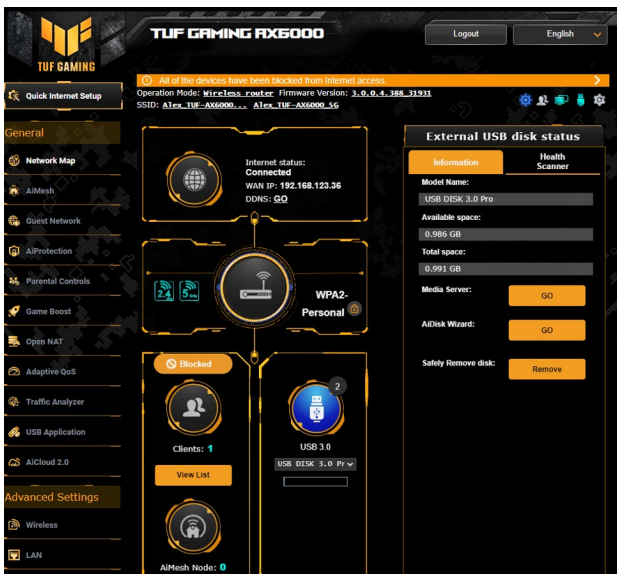 TUF GAMING
TUF GAMING AX6000
Logout
English
All of the devices have been blocked from Internet access.
Quick Internet Setup
Operation Mode: Wireless router Firmware Version: 3.0.0.4.388_31931
SSID: Alex_TUF-AX6000... Alex_TUF-AX6000_5G
General
Network Map
AiMesh
Guest Network
AiProtection
Parental Controls
Game Boost
Open NAT
Adaptive QoS
Traffic Analyzer
USB Application
AiCloud 2.0
Advanced Settings
Wireless
LAN
Internet status:
Connected
WAN IP: 192.168.123.36
DDNS: GO
2.4
5
WPA2-
Personal
Blocked
Clients: 1
View List
AiMesh Node: 0
2
USB 3.0
USB DISK 3.0 Pr
External USB disk status
Information
Health
Scanner
Model Name:
USB DISK 3.0 Pro
Available space:
0.986 GB
Total space:
0.991 GB
Media Server:
GO
AiDisk Wizard:
GO
Safely Remove disk:
Remove